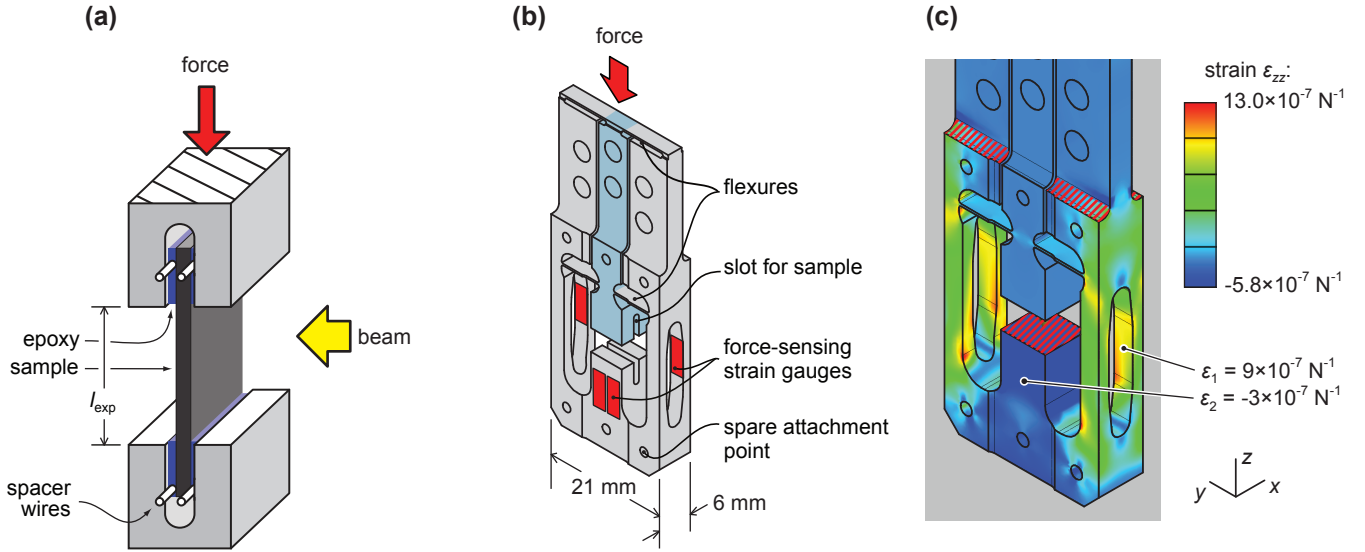 (a)
force
epoxy
sample
l_exp
spacer
wires
beam
(b)
force
flexures
slot for sample
force-sensing
strain gauges
spare attachment
point
21 mm
6 mm
(c)
strain ε_zz:
13.0×10⁻⁷ N⁻¹
-5.8×10⁻⁷ N⁻¹
ε₁ = 9×10⁻⁷ N⁻¹
ε₂ = -3×10⁻⁷ N⁻¹
z
y
x